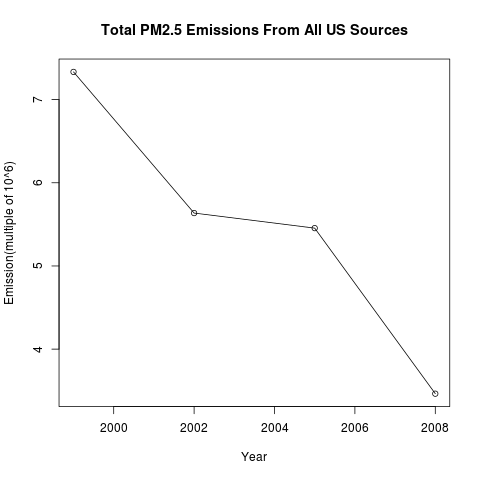 Total PM2.5 Emissions From All US Sources
7
6
5
4
Emission(multiple of 10^6)
2000 2002 2004 2006 2008
Year